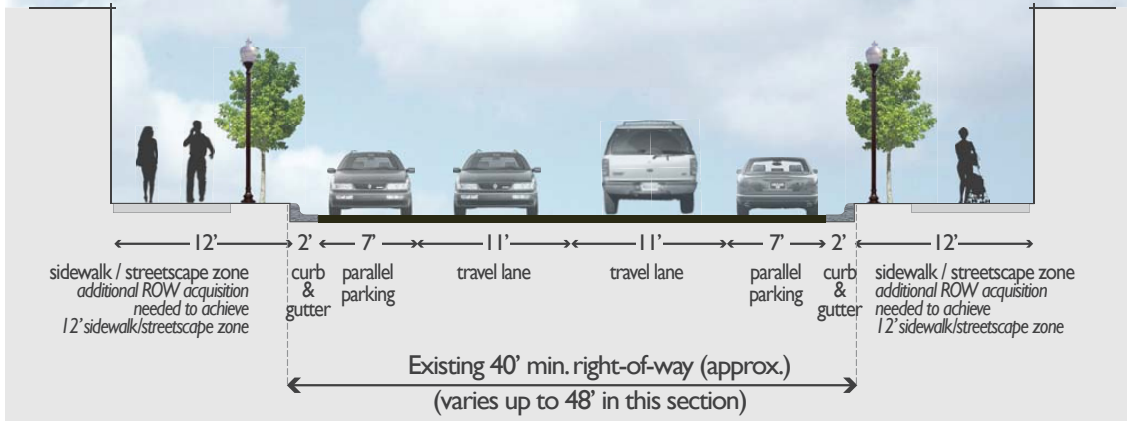 12'
2'
7'
11'
11'
7'
2'
12'
sidewalk / streetscape zone
additional ROW acquisition
needed to achieve
12' sidewalk/streetscape zone
curb
&
gutter
parallel
parking
travel lane
travel lane
parallel
parking
curb
&
gutter
sidewalk / streetscape zone
additional ROW acquisition
needed to achieve
12' sidewalk/streetscape zone
Existing 40' min. right-of-way (approx.)
(varies up to 48' in this section)